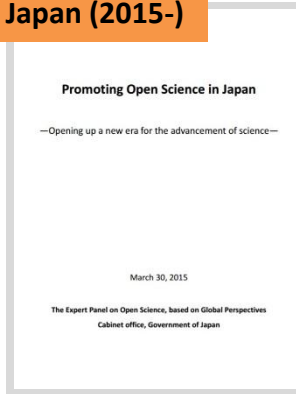 Japan (2015-)
Promoting Open Science in Japan
—Opening up a new era for the advancement of science—
March 30, 2015
The Expert Panel on Open Science, based on Global Perspectives
Cabinet office, Government of Japan